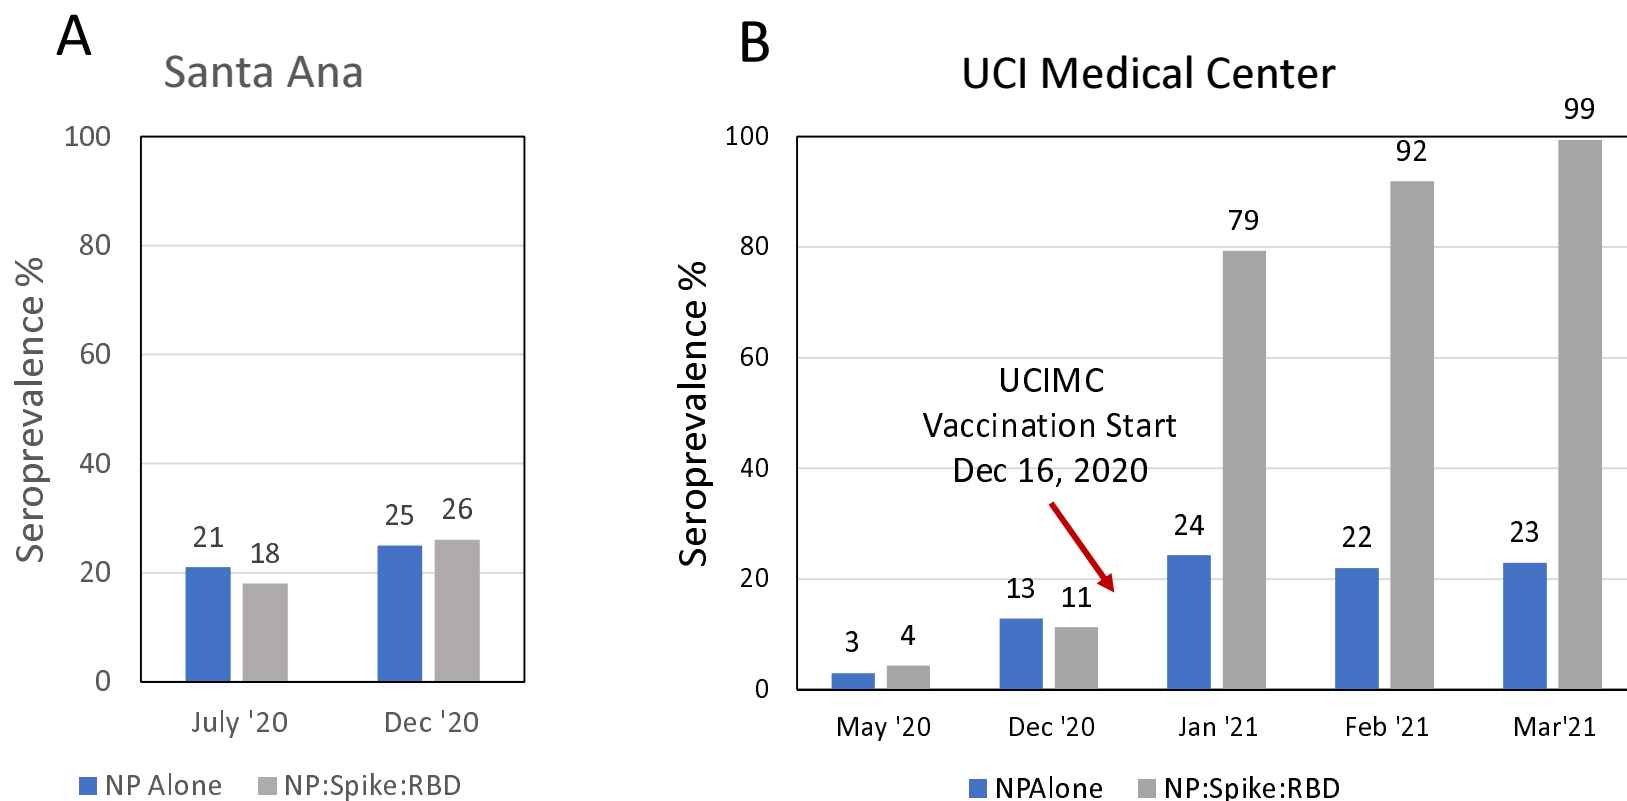 A
Santa Ana
Seroprevalence %
100
80
60
40
20
0
21
18
25
26
July '20
Dec '20
NP Alone
NP:Spike:RBD
B
UCI Medical Center
Seroprevalence %
100
80
60
40
20
0
UCIMC
Vaccination Start
Dec 16, 2020
3
4
13
11
24
79
22
92
23
99
May '20
Dec '20
Jan '21
Feb '21
Mar'21
NPAlone
NP:Spike:RBD